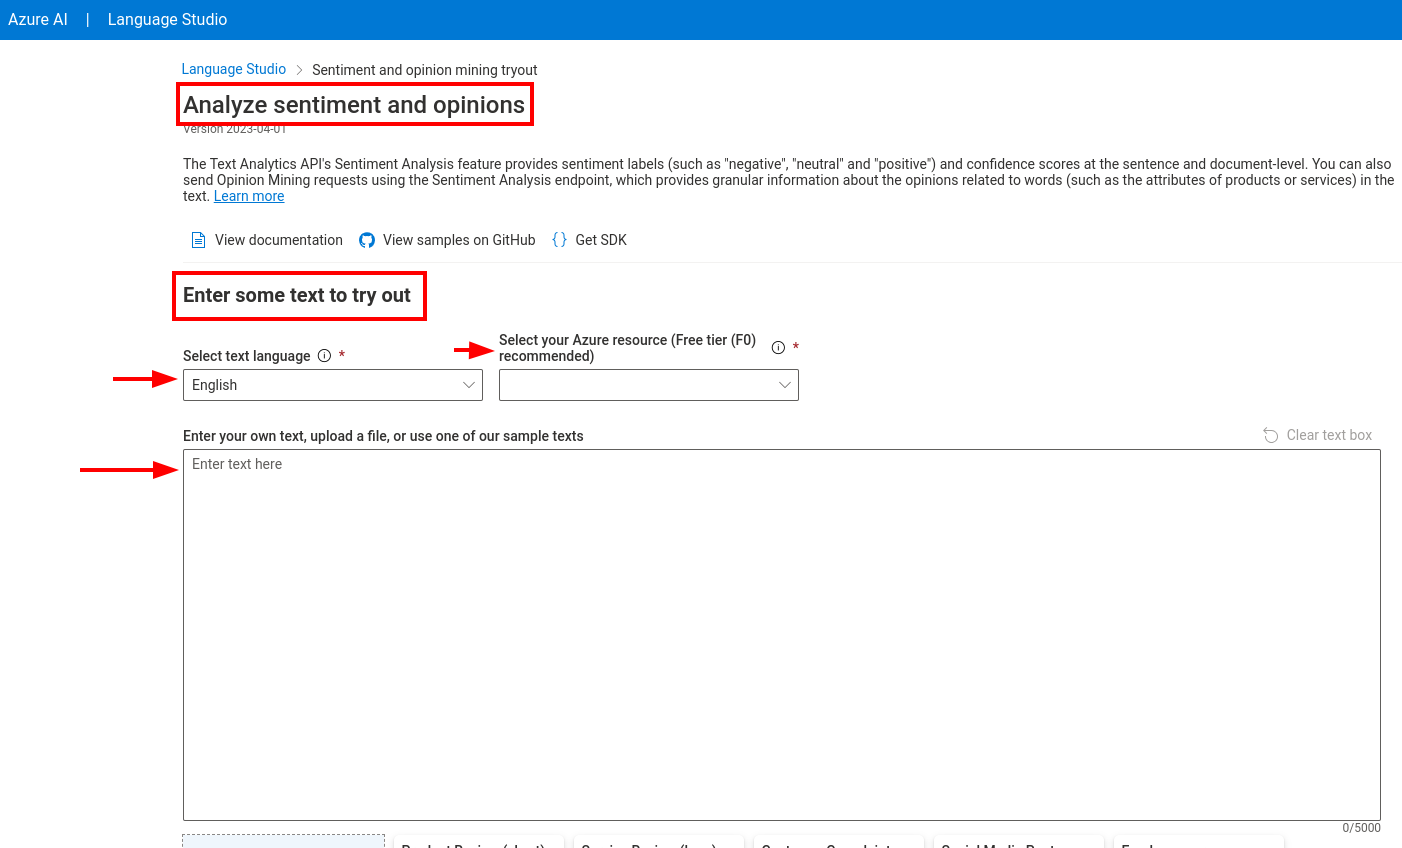 Azure AI | Language Studio
Language Studio > Sentiment and opinion mining tryout
Analyze sentiment and opinions
Version 2023-04-01
The Text Analytics API's Sentiment Analysis feature provides sentiment labels (such as "negative", "neutral" and "positive") and confidence scores at the sentence and document-level. You can also
send Opinion Mining requests using the Sentiment Analysis endpoint, which provides granular information about the opinions related to words (such as the attributes of products or services) in the
text. Learn more
View documentation View samples on GitHub {} Get SDK
Enter some text to try out
Select text language *
English
Select your Azure resource (Free tier (F0)
recommended) *
Enter your own text, upload a file, or use one of our sample texts
Clear text box
Enter text here
0/5000